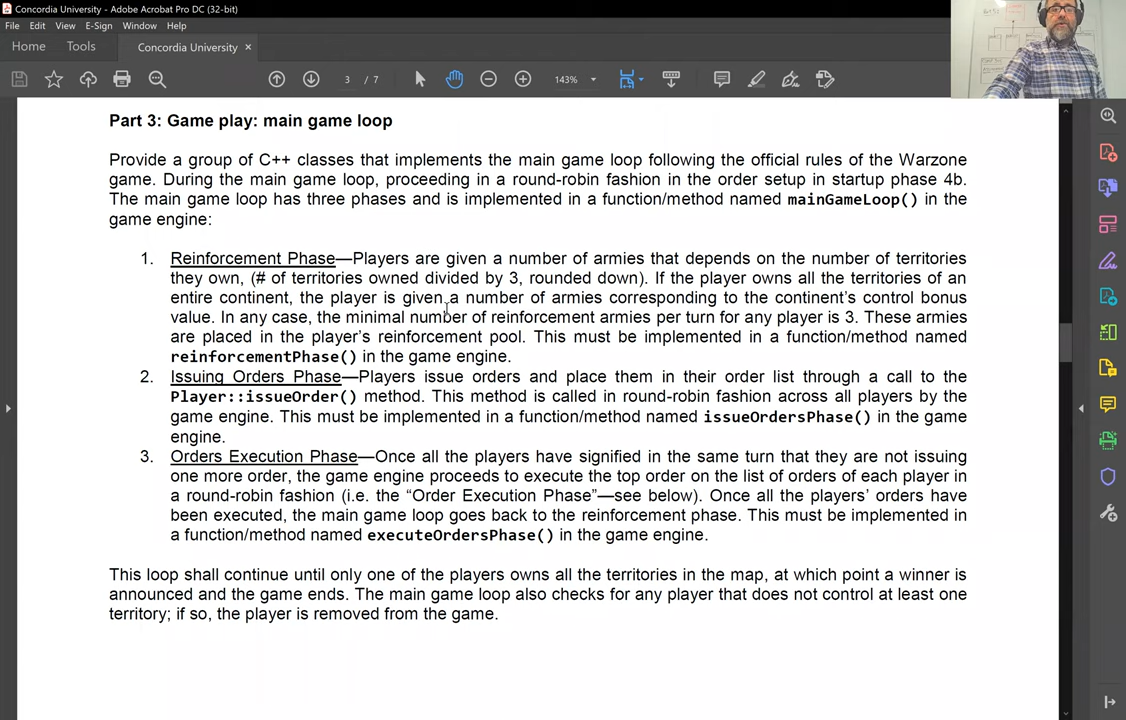 Concordia University - Adobe Acrobat Pro DC (32-bit)
File Edit View E-Sign Window Help
Home Tools Concordia University ×
3 / 7 143%
Part 3: Game play: main game loop
Provide a group of C++ classes that implements the main game loop following the official rules of the Warzone
game. During the main game loop, proceeding in a round-robin fashion in the order setup in startup phase 4b.
The main game loop has three phases and is implemented in a function/method named mainGameLoop() in the
game engine:
1. Reinforcement Phase—Players are given a number of armies that depends on the number of territories
they own, (# of territories owned divided by 3, rounded down). If the player owns all the territories of an
entire continent, the player is given a number of armies corresponding to the continent's control bonus
value. In any case, the minimal number of reinforcement armies per turn for any player is 3. These armies
are placed in the player's reinforcement pool. This must be implemented in a function/method named
reinforcementPhase() in the game engine.
2. Issuing Orders Phase—Players issue orders and place them in their order list through a call to the
Player::issueOrder() method. This method is called in round-robin fashion across all players by the
game engine. This must be implemented in a function/method named issueOrdersPhase() in the game
engine.
3. Orders Execution Phase—Once all the players have signified in the same turn that they are not issuing
one more order, the game engine proceeds to execute the top order on the list of orders of each player in
a round-robin fashion (i.e. the “Order Execution Phase”—see below). Once all the players' orders have
been executed, the main game loop goes back to the reinforcement phase. This must be implemented in
a function/method named executeOrdersPhase() in the game engine.
This loop shall continue until only one of the players owns all the territories in the map, at which point a winner is
announced and the game ends. The main game loop also checks for any player that does not control at least one
territory; if so, the player is removed from the game.